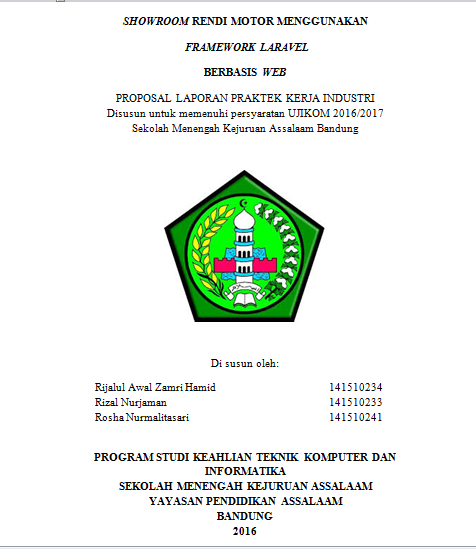 SHOWROOM RENDI MOTOR MENGGUNAKAN
FRAMEWORK LARAVEL
BERBASIS WEB
PROPOSAL LAPORAN PRAKTEK KERJA INDUSTRI
Disusun untuk memenuhi persyaratan UJIKOM 2016/2017
Sekolah Menengah Kejuruan Assalaam Bandung
Di susun oleh:
Rijalul Awal Zamri Hamid 141510234
Rizal Nurjaman 141510233
Rosha Nurmalitasari 141510241
PROGRAM STUDI KEAHLIAN TEKNIK KOMPUTER DAN
INFORMATIKA
SEKOLAH MENENGAH KEJURUAN ASSALAAM
YAYASAN PENDIDIKAN ASSALAAM
BANDUNG
2016